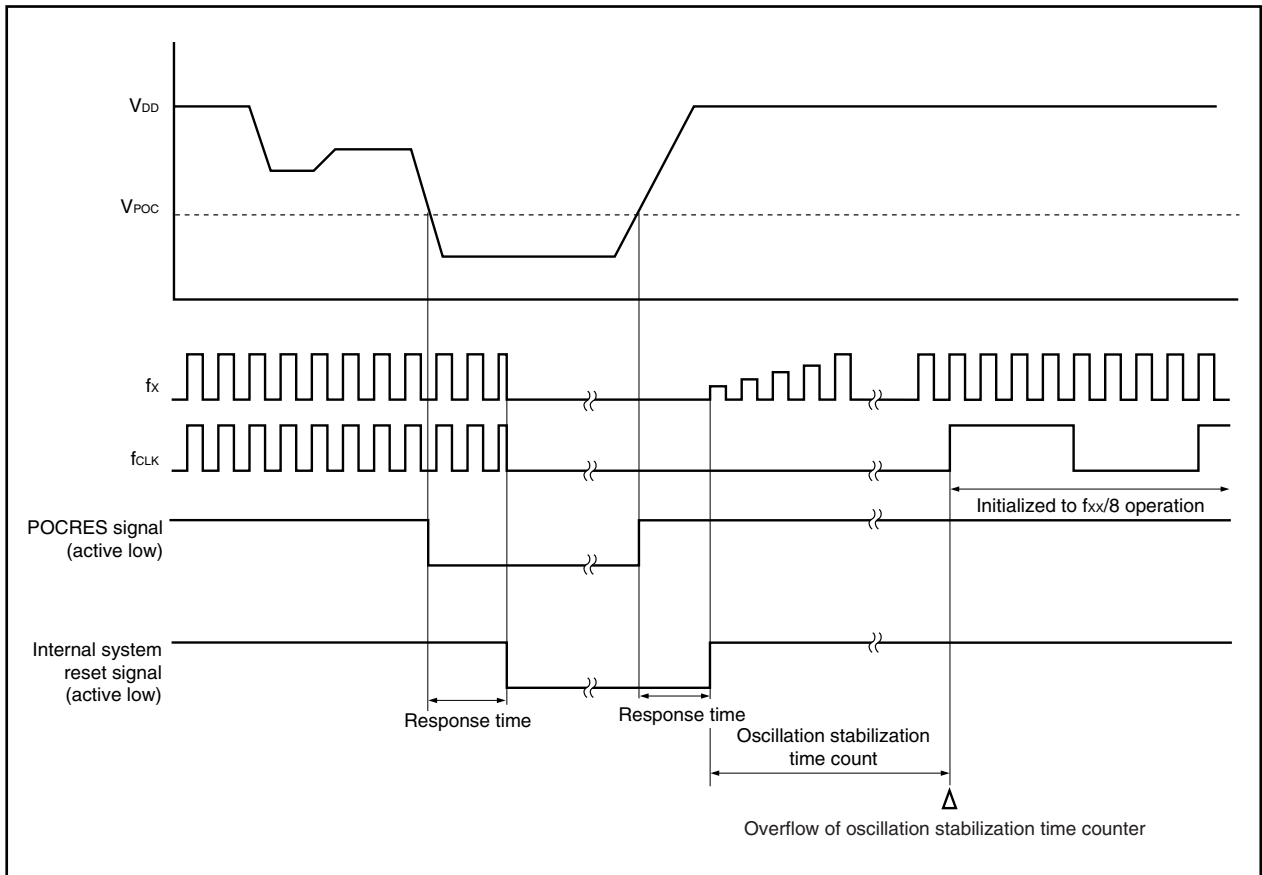 VDD
VPOC
fX
fCLK
Initialized to fXX/8 operation
POCRES signal
(active low)
Internal system
reset signal
(active low)
Response time
Response time
Oscillation stabilization
time count
Overflow of oscillation stabilization time counter